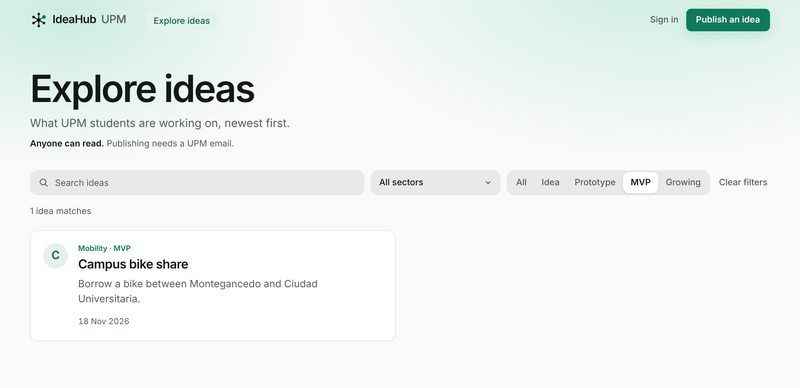 IdeaHub UPM
Explore ideas
Sign in
Publish an idea
Explore ideas
What UPM students are working on, newest first.
Anyone can read. Publishing needs a UPM email.
Search ideas
All sectors
All
Idea
Prototype
MVP
Growing
Clear filters
1 idea matches
C
Mobility · MVP
Campus bike share
Borrow a bike between Montegancedo and Ciudad
Universitaria.
18 Nov 2026